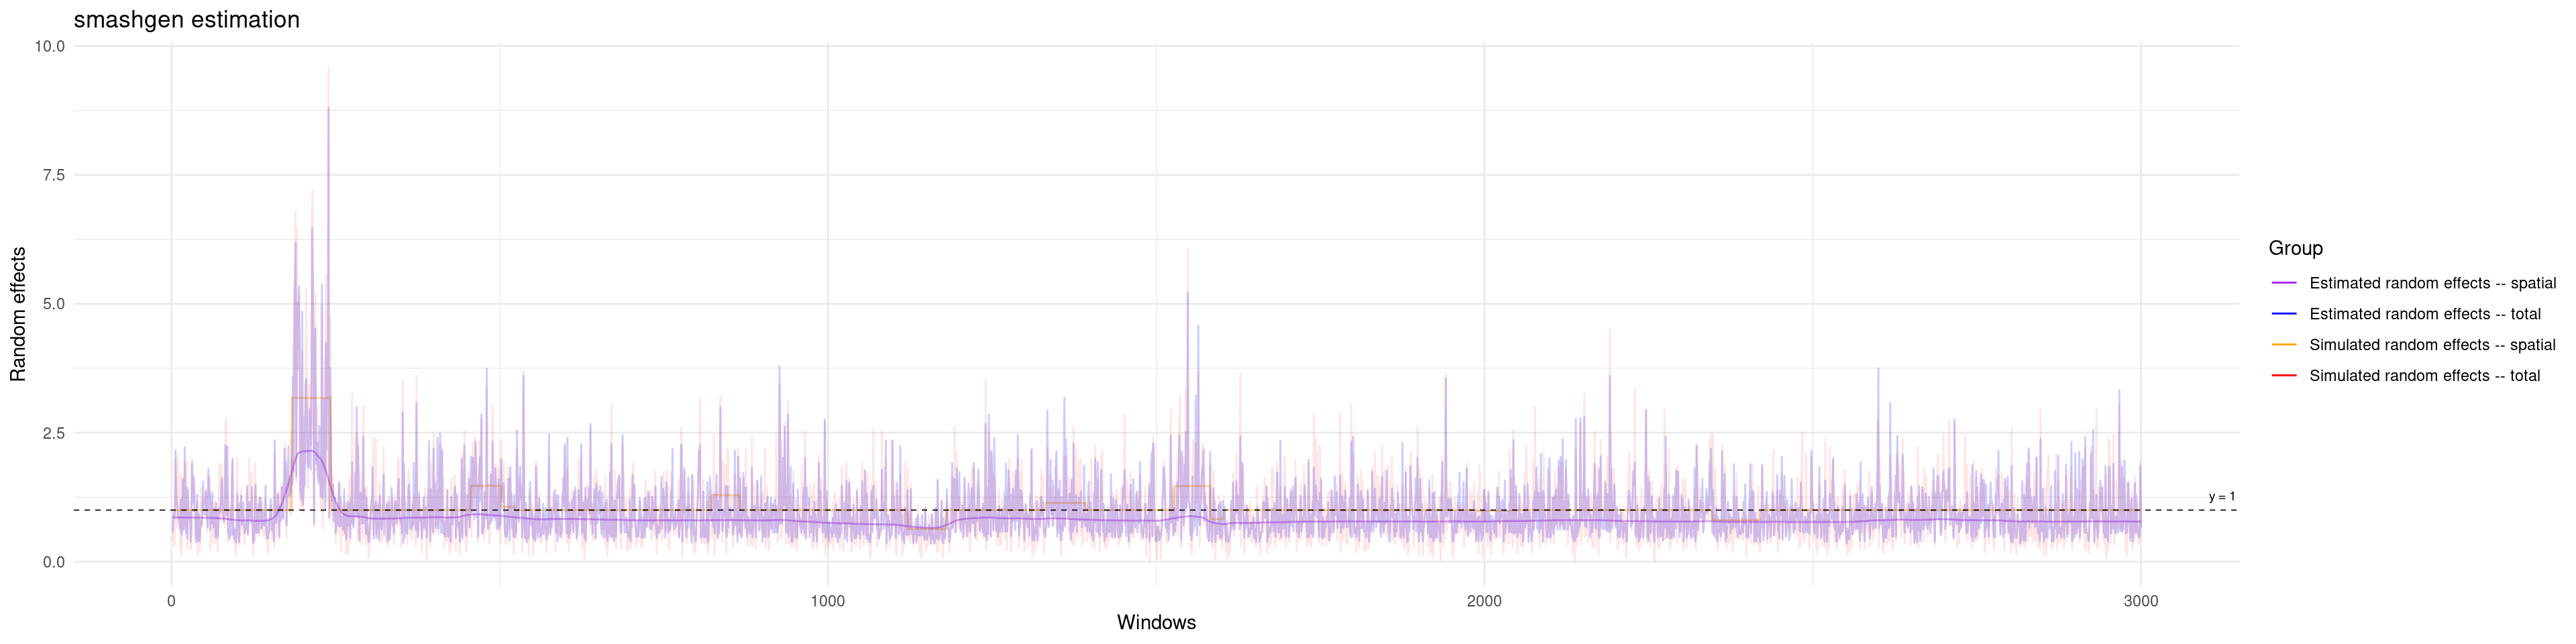 smashgen estimation
10.0
7.5
5.0
2.5
0.0
Random effects
0
1000
2000
3000
Windows
y = 1
Group
Estimated random effects -- spatial
Estimated random effects -- total
Simulated random effects -- spatial
Simulated random effects -- total